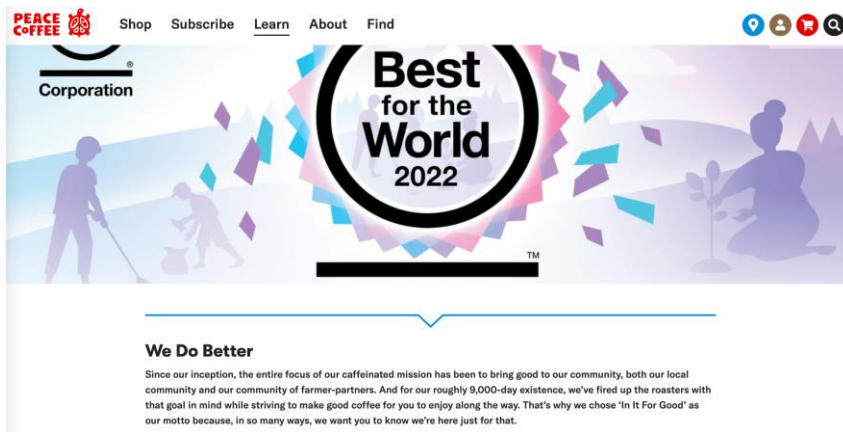 PEACE
COFFEE
Shop Subscribe Learn About Find
®
Corporation
Best
for the
World
2022
TM
We Do Better
Since our inception, the entire focus of our caffeinated mission has been to bring good to our community, both our local
community and our community of farmer-partners. And for our roughly 9,000-day existence, we've fired up the roasters with
that goal in mind while striving to make good coffee for you to enjoy along the way. That's why we chose ‘In It For Good’ as
our motto because, in so many ways, we want you to know we're here just for that.